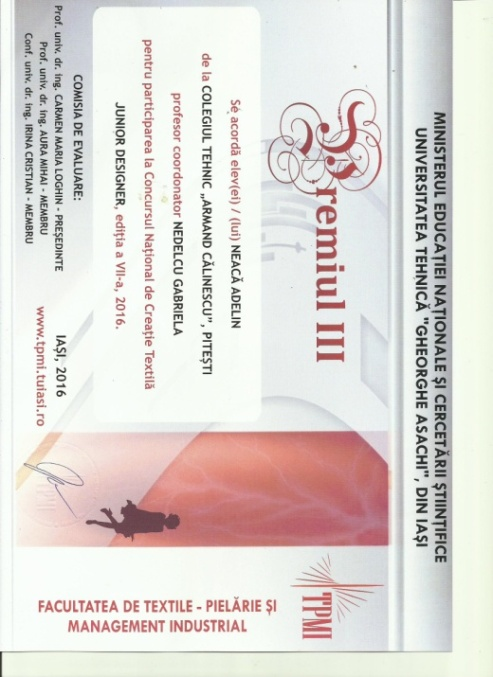 MINISTERUL EDUCAȚIEI NAȚIONALE ȘI CERCETĂRII ȘTIINȚIFICE
UNIVERSITATEA TEHNICĂ "GHEORGHE ASACHI", DIN IAȘI
Premiul III
Se acordă elev(ei) / (lui) NEACĂ ADELIN
de la COLEGIUL TEHNIC „ARMAND CĂLINESCU”, PITEȘTI
profesor coordonator NEDELCU GABRIELA
pentru participarea la Concursul Național de Creație Textilă
JUNIOR DESIGNER, ediția a VII-a, 2016.
COMISIA DE EVALUARE:
Prof. univ. dr. ing. CARMEN MARIA LOGHIN - PREȘEDINTE
Prof. univ. dr. ing. AURA MIHAI - MEMBRU
Conf. univ. dr. ing. IRINA CRISTIAN - MEMBRU
IAȘI, 2016
www.tpmi.tuiasi.ro
TPMI
FACULTATEA DE TEXTILE - PIELĂRIE ȘI
MANAGEMENT INDUSTRIAL